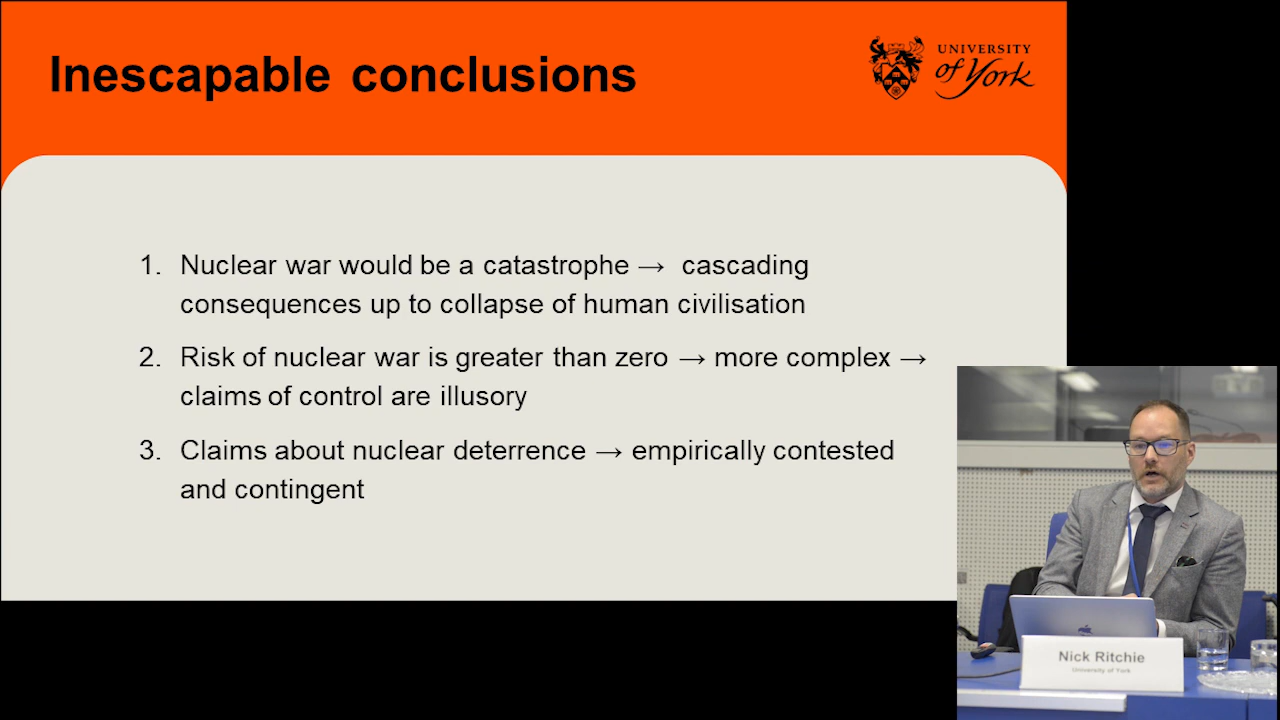 Inescapable conclusions
UNIVERSITY
of York
1. Nuclear war would be a catastrophe → cascading
consequences up to collapse of human civilisation
2. Risk of nuclear war is greater than zero → more complex →
claims of control are illusory
3. Claims about nuclear deterrence → empirically contested
and contingent
Nick Ritchie
University of York